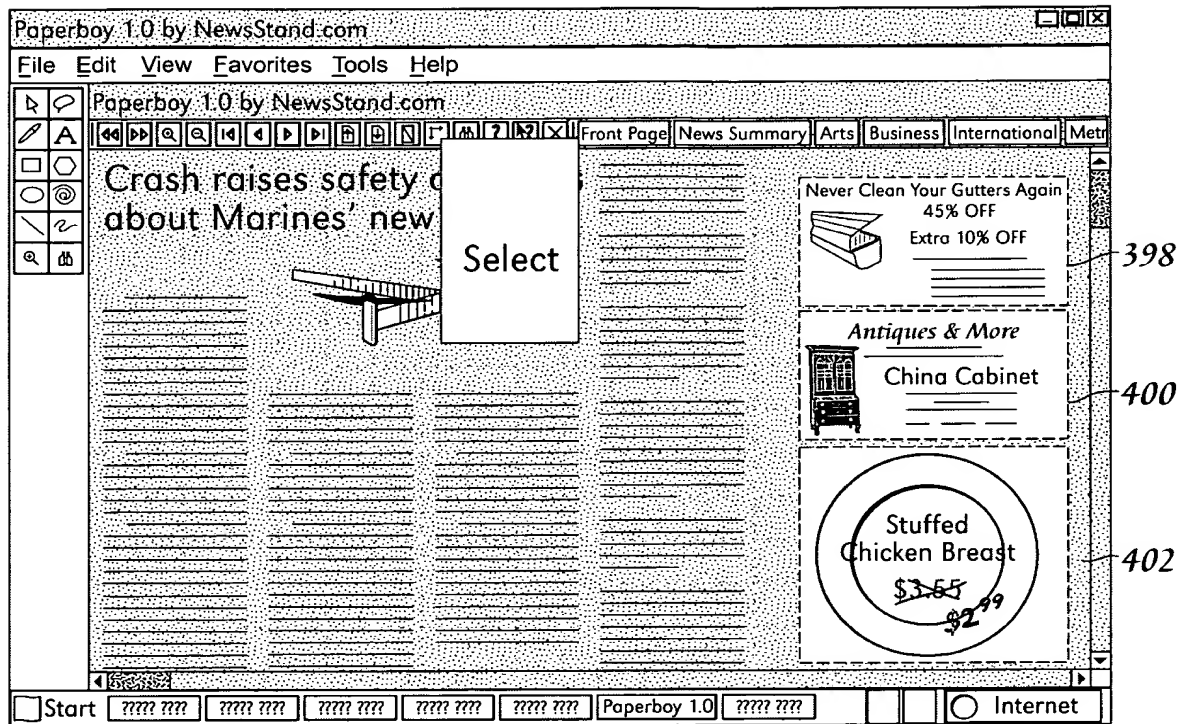 Paperboy 1.0 by NewsStand.com
File Edit View Favorites Tools Help
Paperboy 1.0 by NewsStand.com
A
?
Front Page News Summary Arts Business International Metr
Crash raises safety
about Marines' new
Select
Never Clean Your Gutters Again
45% OFF
Extra 10% OFF
398
Antiques & More
China Cabinet
400
Stuffed
Chicken Breast
$3.55
$2.99
402
Start ????? ???? ????? ???? ????? ???? ????? ???? ????? ???? Paperboy 1.0 ????? ???? Internet